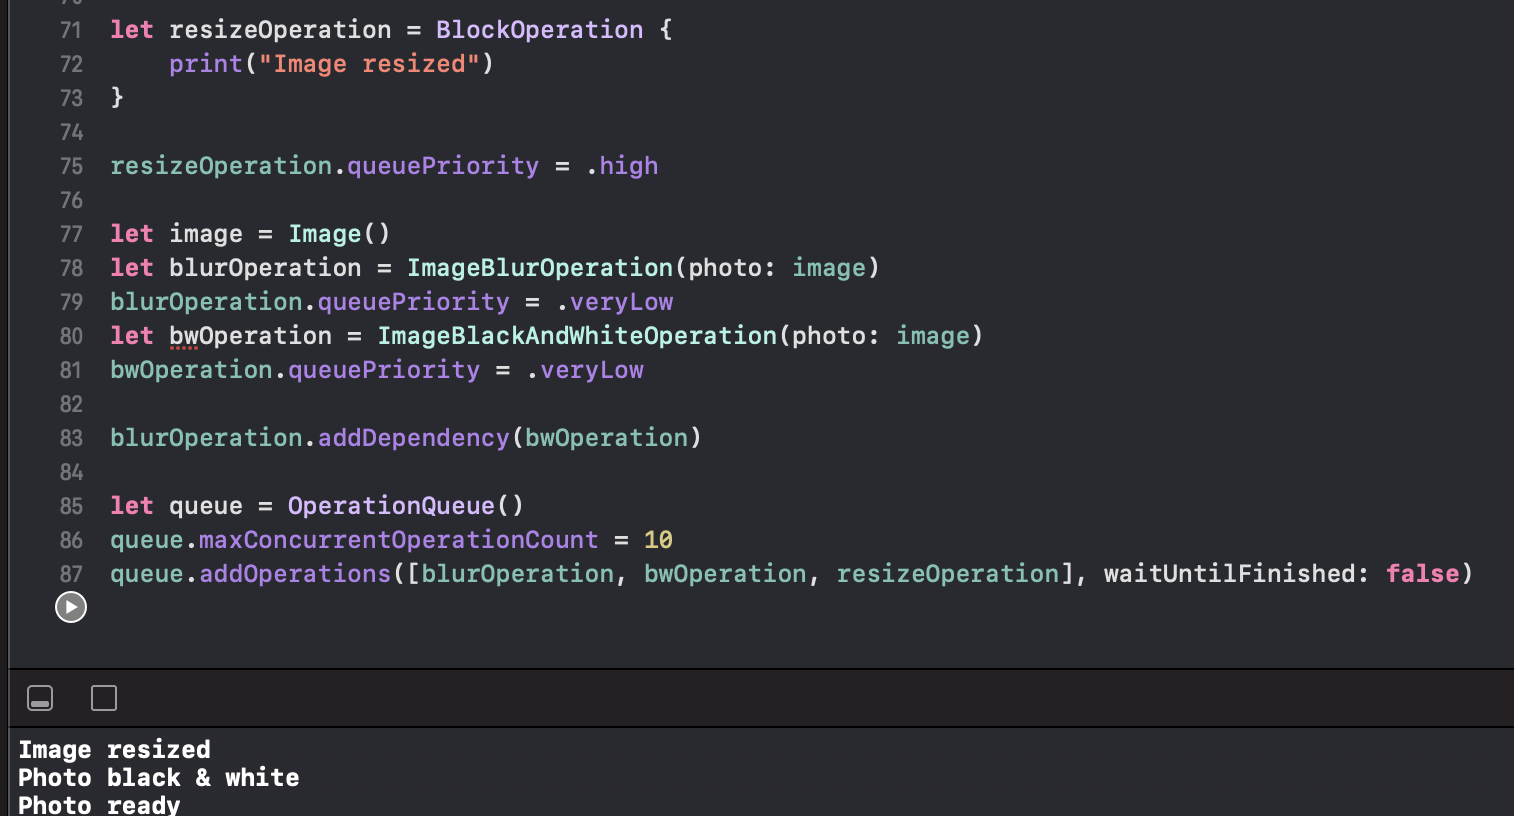 71 let resizeOperation = BlockOperation {
72 print("Image resized")
73 }
74
75 resizeOperation.queuePriority = .high
76
77 let image = Image()
78 let blurOperation = ImageBlurOperation(photo: image)
79 blurOperation.queuePriority = .veryLow
80 let bwOperation = ImageBlackAndWhiteOperation(photo: image)
81 bwOperation.queuePriority = .veryLow
82
83 blurOperation.addDependency(bwOperation)
84
85 let queue = OperationQueue()
86 queue.maxConcurrentOperationCount = 10
87 queue.addOperations([blurOperation, bwOperation, resizeOperation], waitUntilFinished: false)
Image resized
Photo black & white
Photo ready